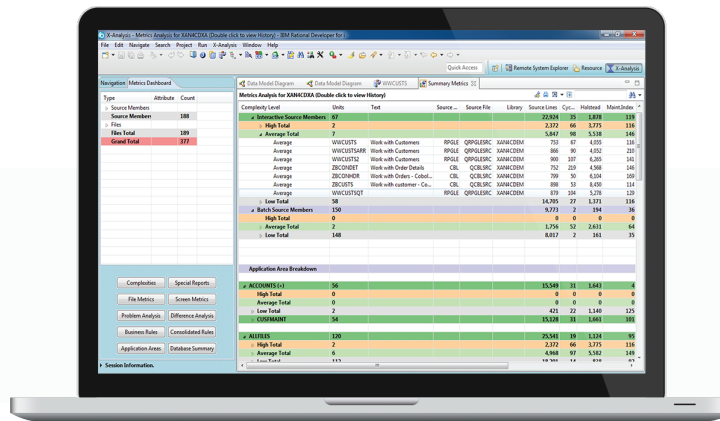 X-Analysis - Metrics Analysis for XAN4CDXA (Double click to view History) - IBM Rational Developer for i
File Edit Navigate Search Project Run X-Analysis Window Help
Quick Access Remote System Explorer Resource X-Analysis
Navigation Metrics Dashboard
Type Attribute Count
Source Members
Source Members 188
Files
Files Total 189
Grand Total 377
Complexities Special Reports
File Metrics Screen Metrics
Problem Analysis Difference Analysis
Business Rules Consolidated Rules
Application Areas Database Summary
Session Information.
Data Model Diagram Data Model Diagram WWCUSTS Summary Metrics
Metrics Analysis for XAN4CDXA (Double click to view History)
Complexity Level Units Text Source ... Source File Library Source Lines Cyc... Halstead Maint.Index
Interactive Source Members 67 22,924 35 1,878 119
High Total 2 2,372 66 3,775 116
Average Total 7 5,847 98 5,538 146
Average WWCUSTS Work with Customers RPGLE QRPGLESRC XAN4CDEM 753 67 4,055 118
Average WWCUSTSARR Work with Customers RPGLE QRPGLESRC XAN4CDEM 866 90 4,052 210
Average WWCUSTS2 Work with Customers RPGLE QRPGLESRC XAN4CDEM 900 107 6,265 141
Average ZBCONDET Work with Order Details CBL QCBLSRC XAN4CDEM 752 219 4,568 146
Average ZBCONHDR Work with Orders - Cobol... CBL QCBLSRC XAN4CDEM 799 50 6,104 169
Average ZBCUSTS Work with customer - Co... CBL QCBLSRC XAN4CDEM 898 53 8,450 114
Average WWCUSTSQT RPGLE QRPGLESRC XAN4CDEM 879 104 5,278 129
Low Total 58 14,705 27 1,371 116
Batch Source Members 150 9,773 2 194 36
High Total 0 0 0 0 0
Average Total 2 1,756 52 2,631 64
Low Total 148 8,017 2 161 35
Application Area Breakdown
ACCOUNTS (+) 56 15,549 31 1,643 4
High Total 0 0 0 0 0
Average Total 0 0 0 0 0
Low Total 2 421 22 1,140 125
CUSFMAINT 54 15,128 31 1,661 101
ALLFILES 120 25,541 19 1,124 95
High Total 2 2,372 66 3,775 116
Average Total 6 4,968 97 5,582 149
Low Total 112